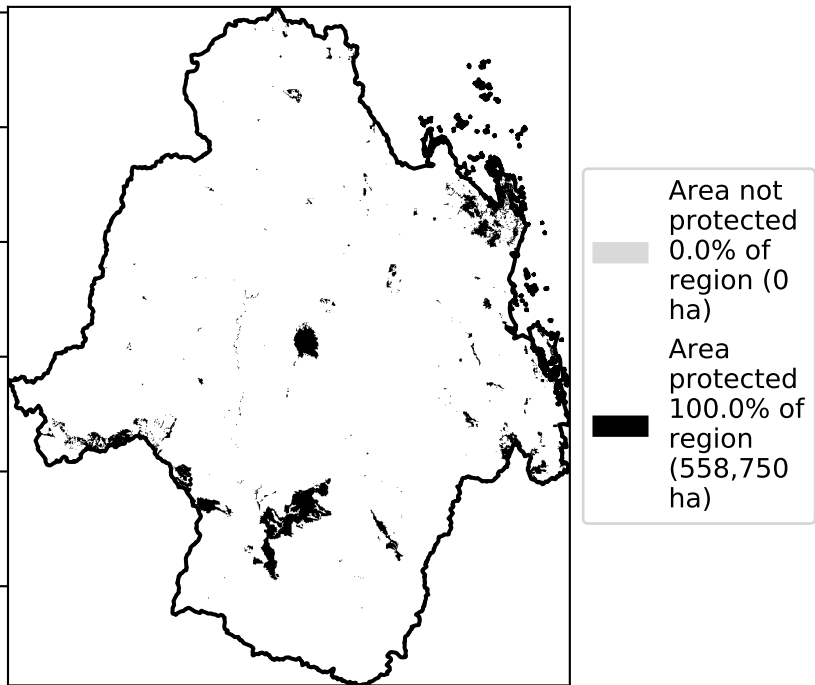 Area not
protected
0.0% of
region (0
ha)
Area
protected
100.0% of
region
(558,750
ha)